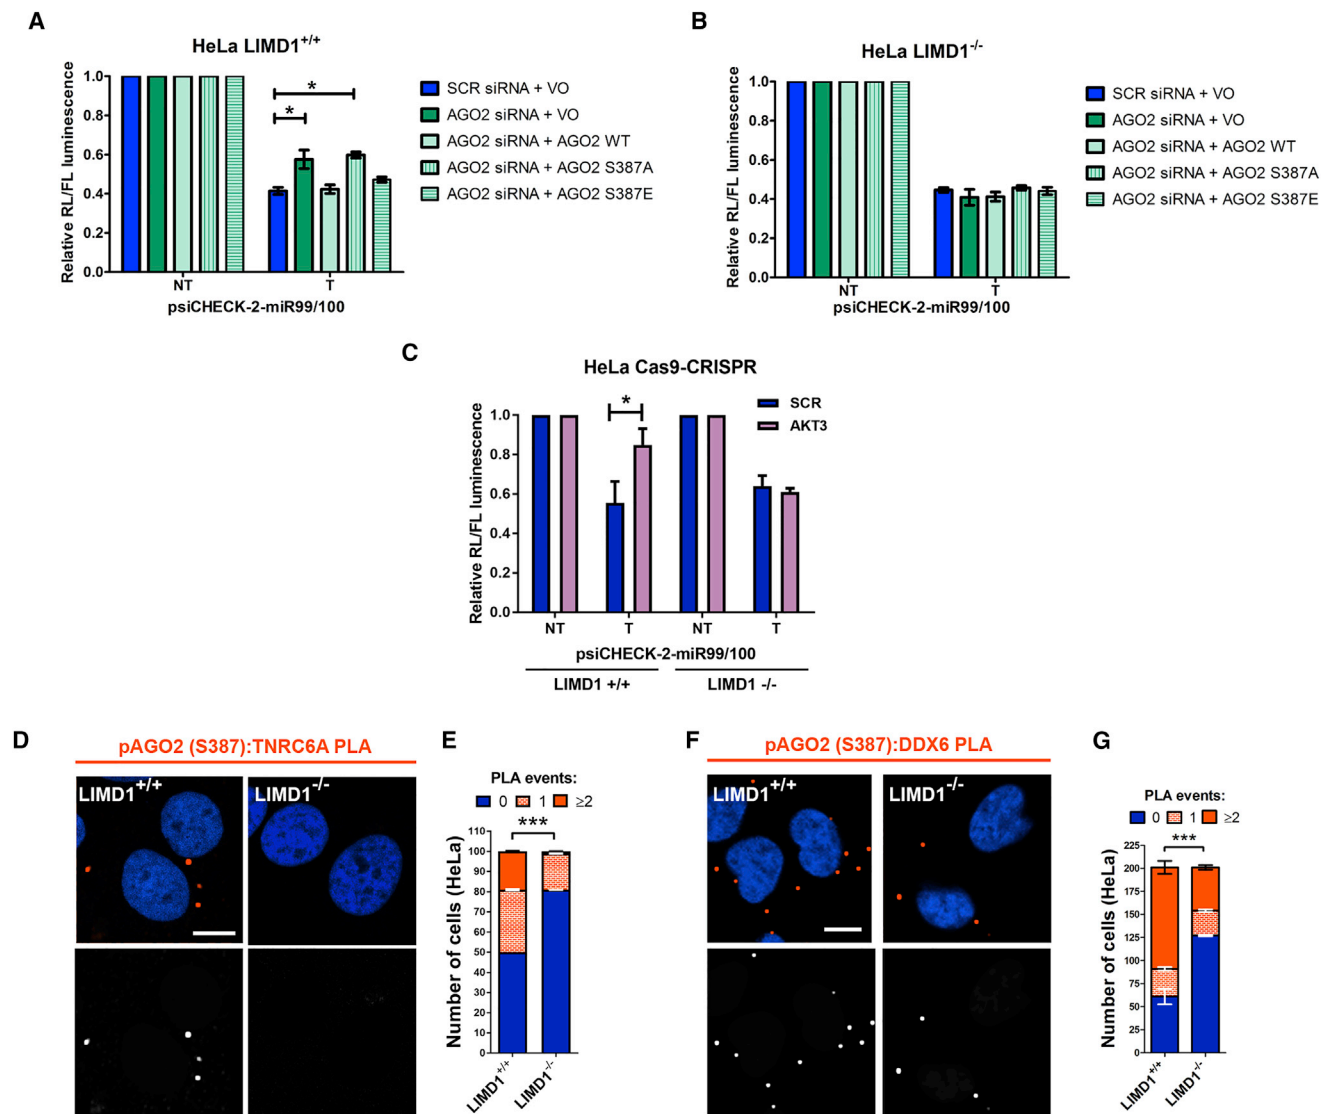 A
HeLa LIMD1+/+
Relative RL/FL luminescence
1.0
0.8
0.6
0.4
0.2
0.0
*
*
NT
T
psiCHECK-2-miR99/100
SCR siRNA + VO
AGO2 siRNA + VO
AGO2 siRNA + AGO2 WT
AGO2 siRNA + AGO2 S387A
AGO2 siRNA + AGO2 S387E
B
HeLa LIMD1-/-
Relative RL/FL luminescence
1.0
0.8
0.6
0.4
0.2
0.0
NT
T
psiCHECK-2-miR99/100
SCR siRNA + VO
AGO2 siRNA + VO
AGO2 siRNA + AGO2 WT
AGO2 siRNA + AGO2 S387A
AGO2 siRNA + AGO2 S387E
C
HeLa Cas9-CRISPR
Relative RL/FL luminescence
1.0
0.8
0.6
0.4
0.2
0.0
*
SCR
AKT3
NT
T
NT
T
psiCHECK-2-miR99/100
LIMD1 +/+
LIMD1 -/-
D
pAGO2 (S387):TNRC6A PLA
LIMD1+/+
LIMD1-/-
E
PLA events:
0
1
≥2
***
Number of cells (HeLa)
110
100
90
80
70
60
50
40
30
20
10
0
LIMD1+/+
LIMD1-/-
F
pAGO2 (S387):DDX6 PLA
LIMD1+/+
LIMD1-/-
G
PLA events:
0
1
≥2
***
Number of cells (HeLa)
225
200
175
150
125
100
75
50
25
0
LIMD1+/+
LIMD1-/-